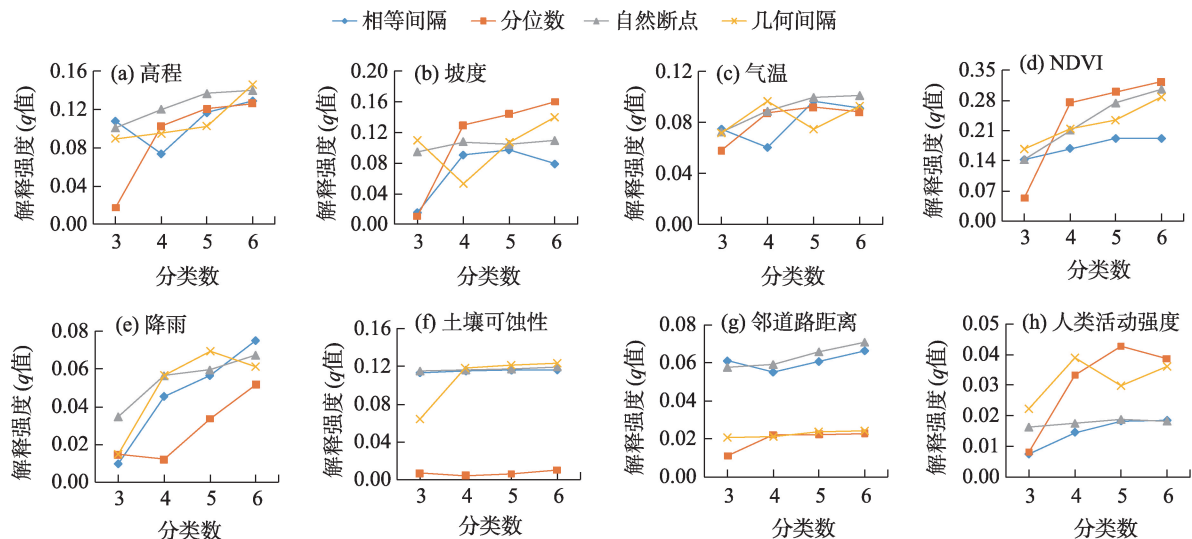 相等间隔 分位数 自然断点 几何间隔
(a) 高程
解释强度 (q值)
0.16
0.12
0.08
0.04
0.00
3 4 5 6
分类数
(b) 坡度
解释强度 (q值)
0.20
0.16
0.12
0.08
0.04
0.00
3 4 5 6
分类数
(c) 气温
解释强度 (q值)
0.12
0.08
0.04
0.00
3 4 5 6
分类数
(d) NDVI
解释强度 (q值)
0.35
0.28
0.21
0.14
0.07
0.00
3 4 5 6
分类数
(e) 降雨
解释强度 (q值)
0.08
0.06
0.04
0.02
0.00
3 4 5 6
分类数
(f) 土壤可蚀性
解释强度 (q值)
0.16
0.12
0.08
0.04
0.00
3 4 5 6
分类数
(g) 邻道路距离
解释强度 (q值)
0.08
0.06
0.04
0.02
0.00
3 4 5 6
分类数
(h) 人类活动强度
解释强度 (q值)
0.05
0.04
0.03
0.02
0.01
0.00
3 4 5 6
分类数